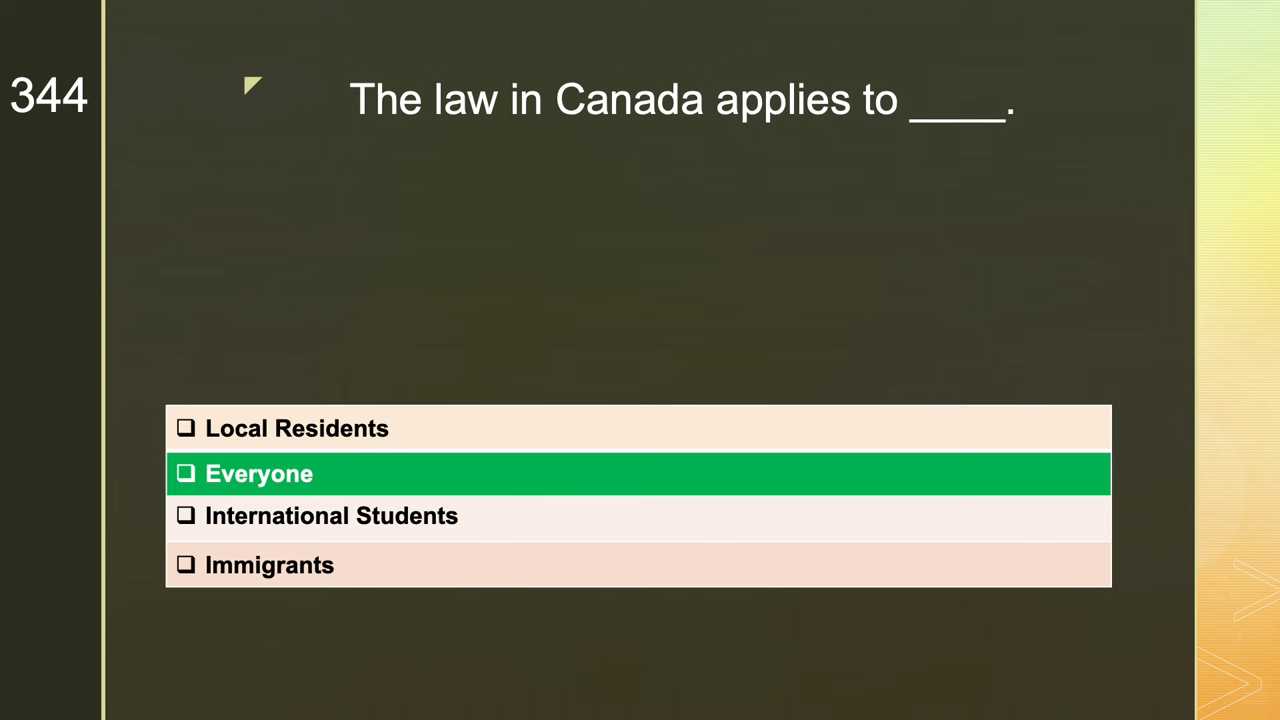 344
The law in Canada applies to ____.
❑ Local Residents
❑ Everyone
❑ International Students
❑ Immigrants